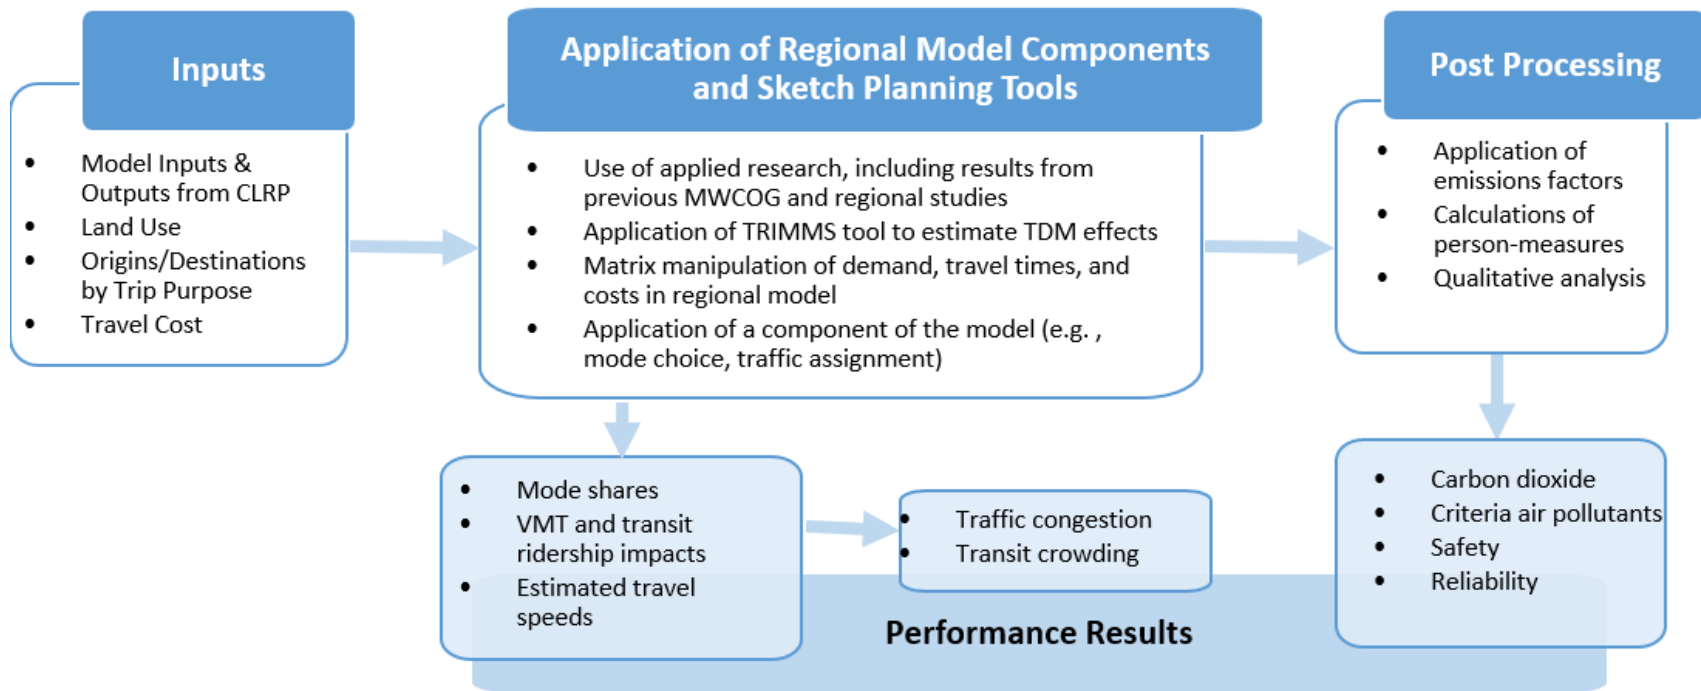 Inputs
• Model Inputs &
Outputs from CLRP
• Land Use
• Origins/Destinations
by Trip Purpose
• Travel Cost
Application of Regional Model Components
and Sketch Planning Tools
• Use of applied research, including results from
previous MWCOG and regional studies
• Application of TRIMMS tool to estimate TDM effects
• Matrix manipulation of demand, travel times, and
costs in regional model
• Application of a component of the model (e.g. ,
mode choice, traffic assignment)
Post Processing
• Application of
emissions factors
• Calculations of
person-measures
• Qualitative analysis
• Mode shares
• VMT and transit
ridership impacts
• Estimated travel
speeds
• Traffic congestion
• Transit crowding
• Carbon dioxide
• Criteria air pollutants
• Safety
• Reliability
Performance Results